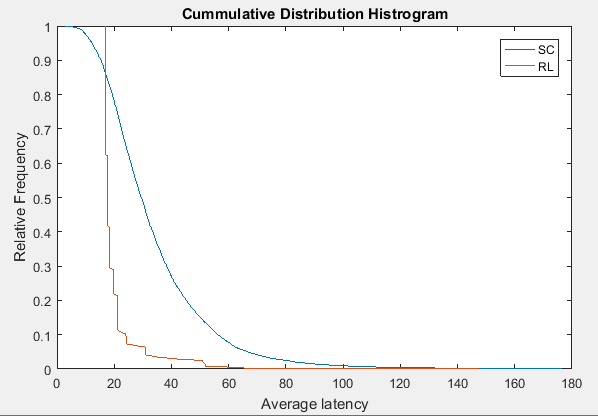 Cummulative Distribution Histrogram
1
0.9
0.8
0.7
0.6
0.5
0.4
0.3
0.2
0.1
0
Relative Frequency
SC
RL
0 20 40 60 80 100 120 140 160 180
Average latency